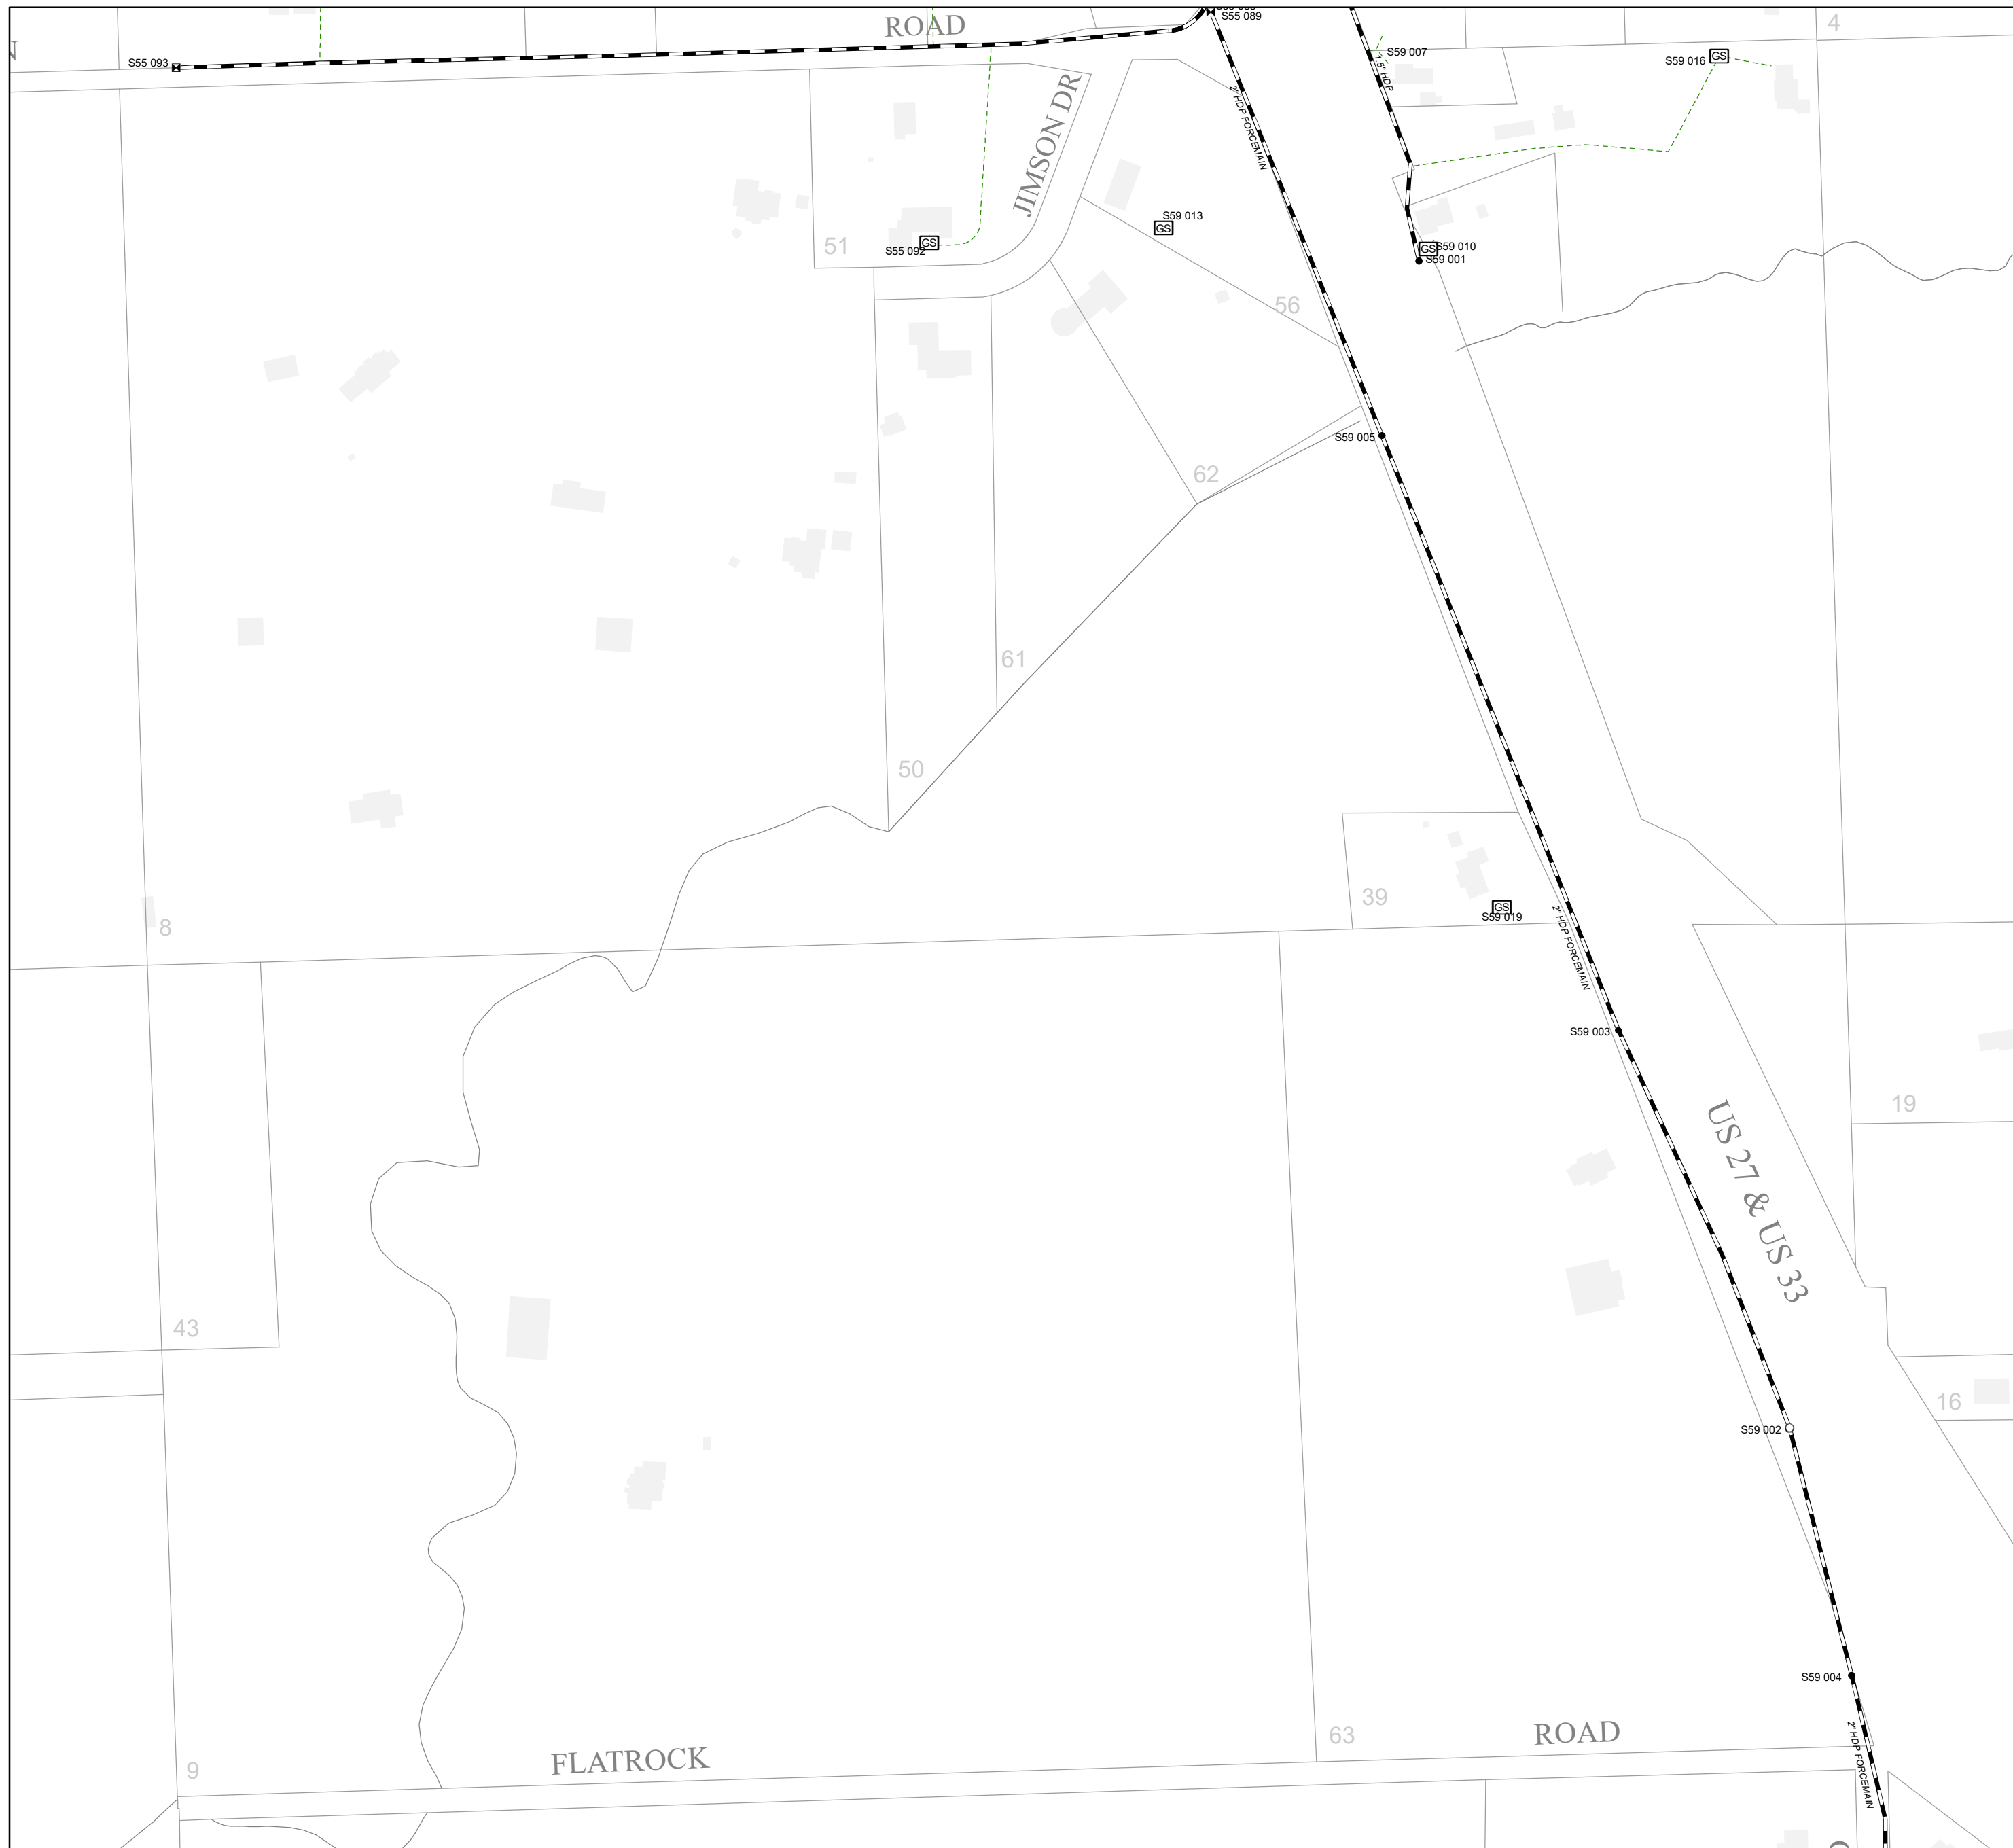 ROAD
S55 089
4
N
S55 093
S59 007
S59 016
GS
1.5" HDP
2" HDP FORCEMAIN
JIMSON DR
S59 013
GS
51
GS
S55 092
GS
S59 010
S59 001
56
S59 005
62
61
50
39
GS
S59 019
8
2" HDP FORCEMAIN
S59 003
19
US 27 & US 33
43
16
S59 002
S59 004
63
ROAD
FLATROCK
9
2" HDP FORCEMAIN